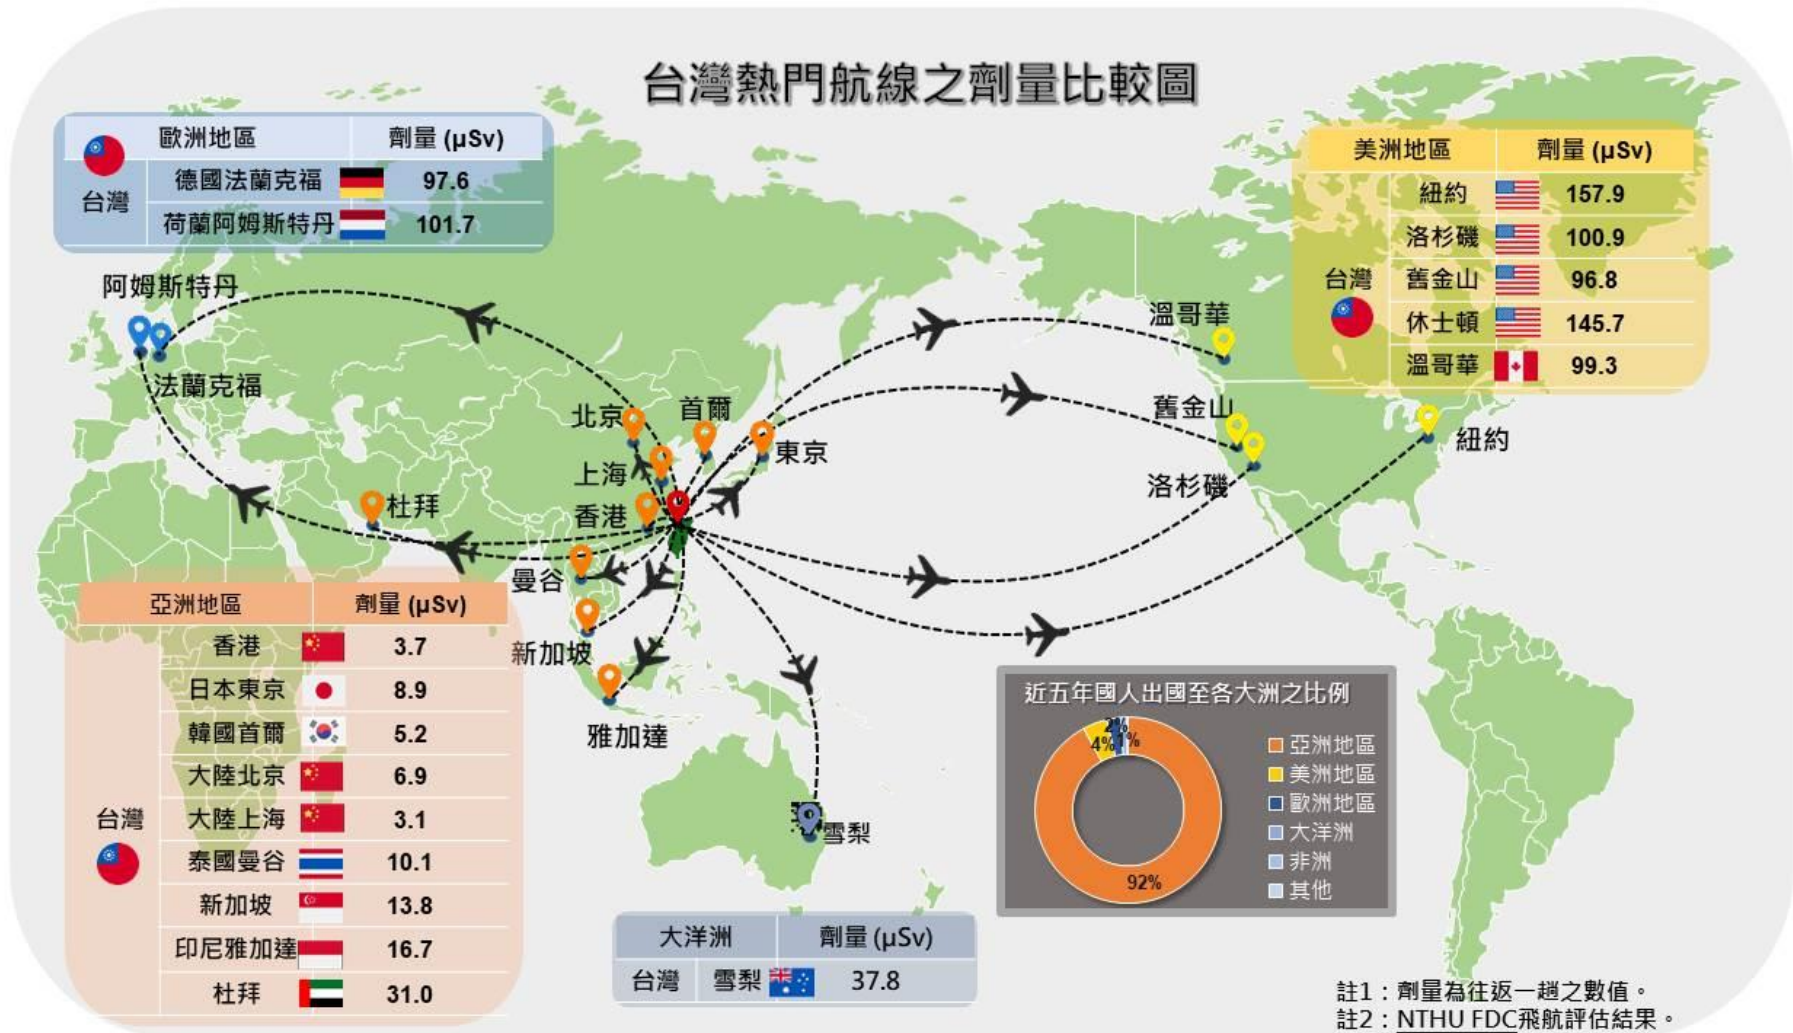 台灣熱門航線之劑量比較圖
歐洲地區 劑量 (μSv)
台灣
德國法蘭克福 97.6
荷蘭阿姆斯特丹 101.7
美洲地區 劑量 (μSv)
台灣
紐約 157.9
洛杉磯 100.9
舊金山 96.8
休士頓 145.7
溫哥華 99.3
阿姆斯特丹
法蘭克福
北京
首爾
東京
上海
香港
杜拜
曼谷
新加坡
雅加達
雪梨
溫哥華
舊金山
洛杉磯
紐約
亞洲地區 劑量 (μSv)
台灣
香港 3.7
日本東京 8.9
韓國首爾 5.2
大陸北京 6.9
大陸上海 3.1
泰國曼谷 10.1
新加坡 13.8
印尼雅加達 16.7
杜拜 31.0
大洋洲 劑量 (μSv)
台灣 雪梨 37.8
近五年國人出國至各大洲之比例
4%
2%
1%
92%
亞洲地區
美洲地區
歐洲地區
大洋洲
非洲
其他
註1：劑量為往返一趟之數值。
註2：NTHU FDC飛航評估結果。